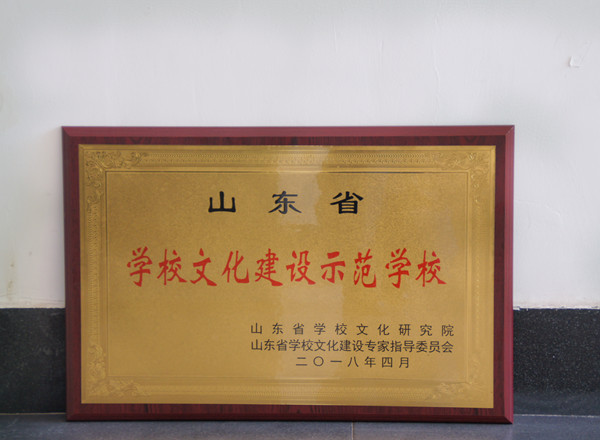 山东省
学校文化建设示范学校
山东省学校文化研究院
山东省学校文化建设专家指导委员会
二〇一八年四月